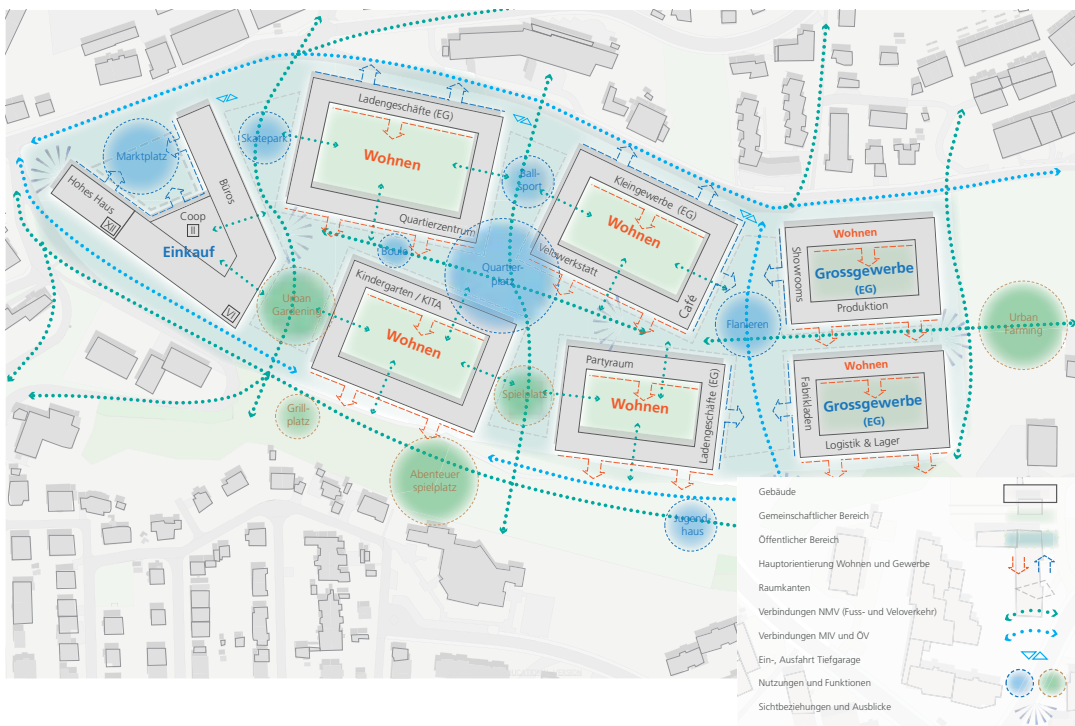 Ladengeschäfte (EG)
Skatepark
Wohnen
Marktplatz
Büros
Hohes Haus
XII
Coop
II
Einkauf
VI
Quartierzentrum
Ball-
sport
Kleingewerbe (EG)
Wohnen
Velowerkstatt
Café
Boule
Quartier-
platz
Urban
Gardening
Kindergarten / KITA
Wohnen
Flanieren
Wohnen
Showrooms
Grossgewerbe
(EG)
Produktion
Urban
Farming
Partyraum
Wohnen
Ladengeschäfte (EG)
Wohnen
Fabrikladen
Grossgewerbe
(EG)
Logistik & Lager
Spielplatz
Grill-
platz
Abenteuer
spielplatz
Jugend-
haus
Gebäude
Gemeinschaftlicher Bereich
Öffentlicher Bereich
Hauptorientierung Wohnen und Gewerbe
Raumkanten
Verbindungen NMV (Fuss- und Veloverkehr)
Verbindungen MIV und ÖV
Ein-, Ausfahrt Tiefgarage
Nutzungen und Funktionen
Sichtbeziehungen und Ausblicke